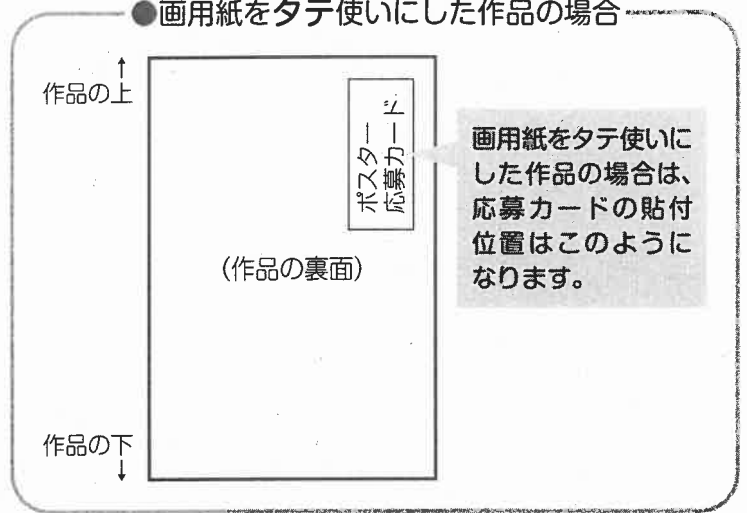 ●画用紙をタテ使いにした作品の場合
↑
作品の上
ポスター
応募カード
画用紙をタテ使いに
した作品の場合は、
応募カードの貼付
位置はこのように
なります。
(作品の裏面)
作品の下
↓